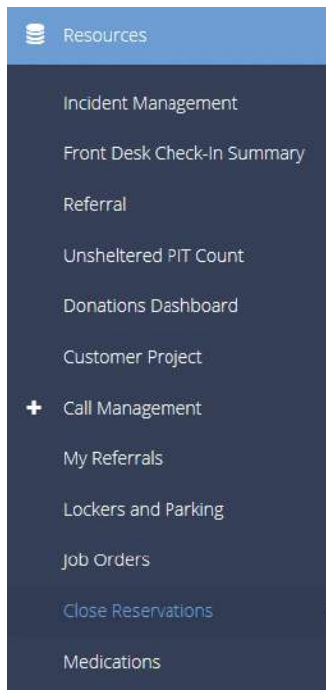 Resources
Incident Management
Front Desk Check-In Summary
Referral
Unsheltered PIT Count
Donations Dashboard
Customer Project
Call Management
My Referrals
Lockers and Parking
Job Orders
Close Reservations
Medications